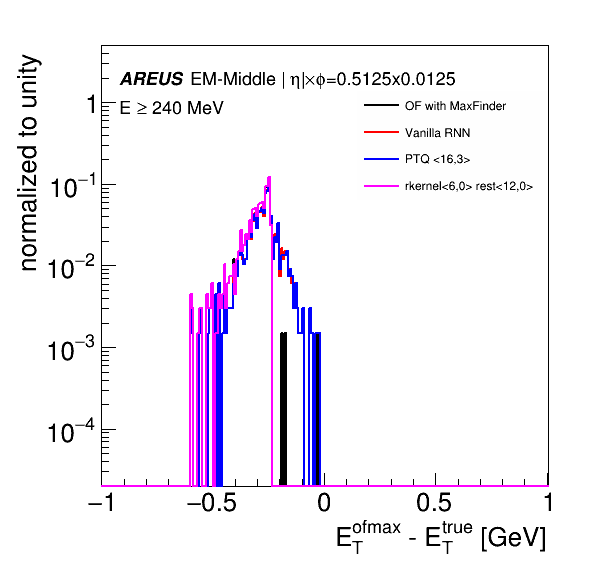 normalized to unity
AREUS EM-Middle | η|×ϕ=0.5125x0.0125
E ≥ 240 MeV
OF with MaxFinder
Vanilla RNN
PTQ <16,3>
rkernel<6,0> rest<12,0>
1
10⁻¹
10⁻²
10⁻³
10⁻⁴
−1 −0.5 0 0.5 1
E_T^ofmax - E_T^true [GeV]